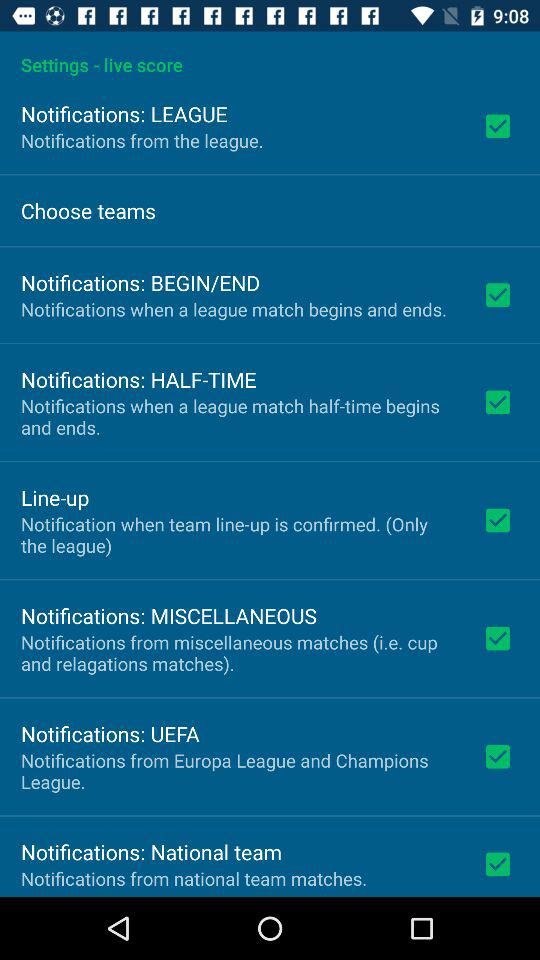 9:08
Settings - live score
Notifications: LEAGUE
Notifications from the league.
Choose teams
Notifications: BEGIN/END
Notifications when a league match begins and ends.
Notifications: HALF-TIME
Notifications when a league match half-time begins
and ends.
Line-up
Notification when team line-up is confirmed. (Only
the league)
Notifications: MISCELLANEOUS
Notifications from miscellaneous matches (i.e. cup
and relagations matches).
Notifications: UEFA
Notifications from Europa League and Champions
League.
Notifications: National team
Notifications from national team matches.